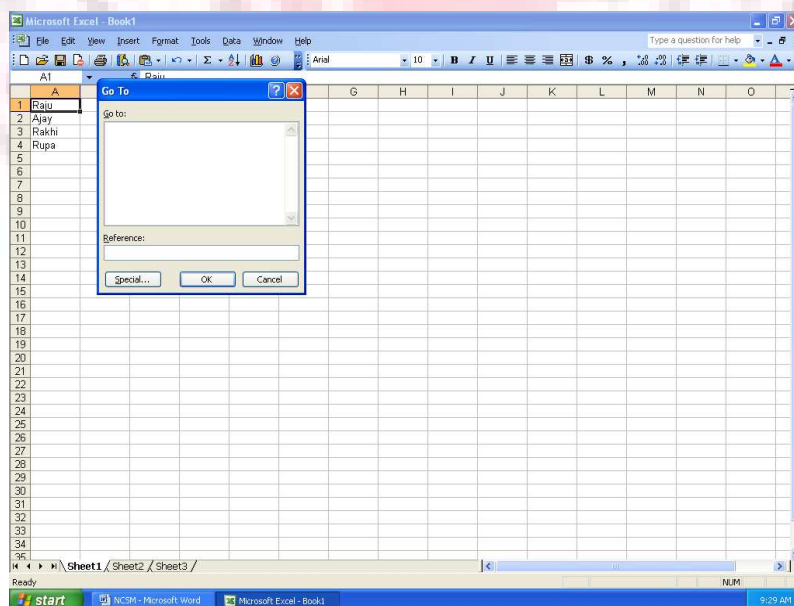 Microsoft Excel - Book1
File Edit View Insert Format Tools Data Window Help Type a question for help
Arial 10 B I U $ % ,
A1 fx Raju
A G H I J K L M N O
Go To
Go to:
1 Raju
2 Ajay
3 Rakhi
4 Rupa
5
6
7
8
9
10
11
Reference:
12
13
14
Special... OK Cancel
15
16
17
18
19
20
21
22
23
24
25
26
27
28
29
30
31
32
33
34
35
Sheet1 / Sheet2 / Sheet3 /
Ready NUM
start NCSM - Microsoft Word Microsoft Excel - Book1 9:29 AM